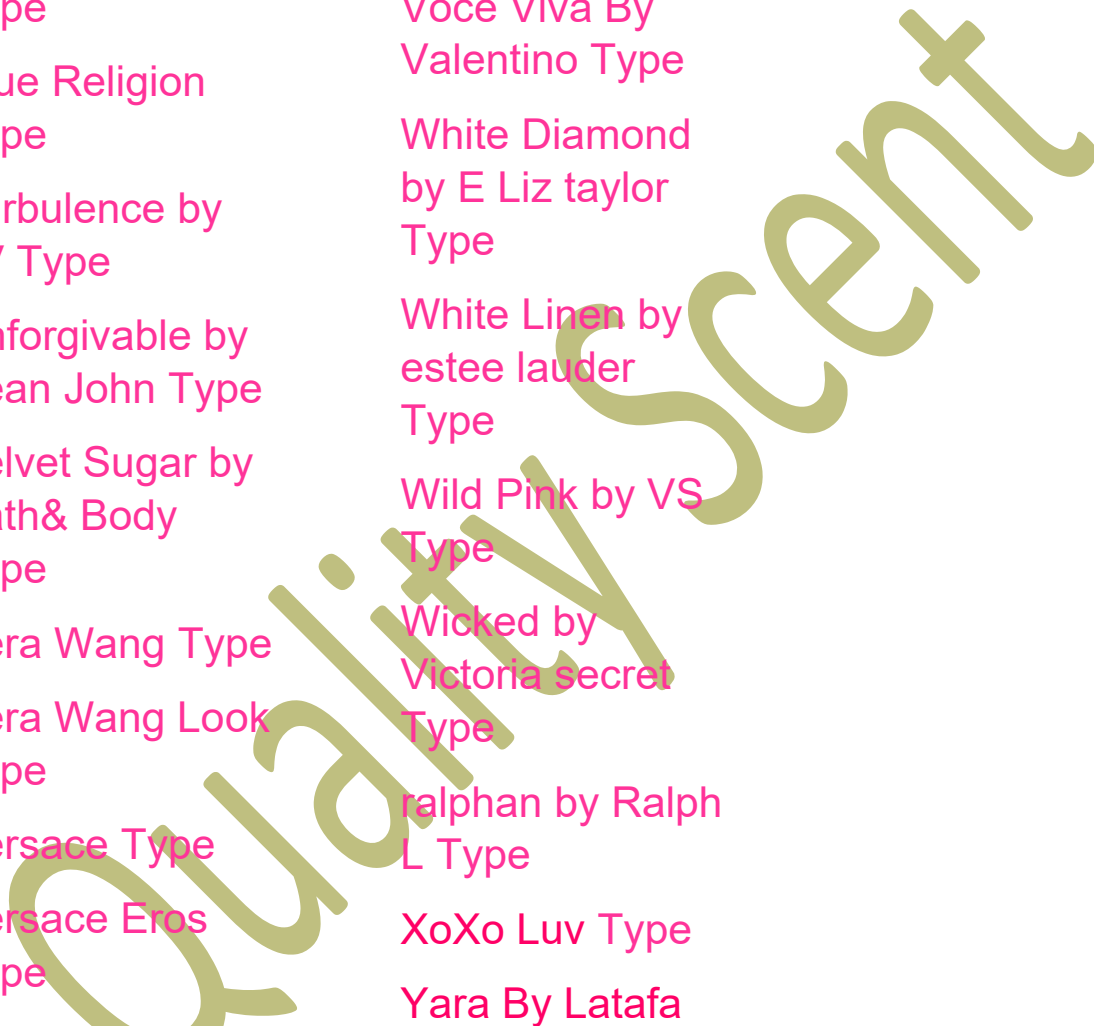 pe
ue Religion
pe
rbulence by
Type
nforgivable by
ean John Type
elvet Sugar by
ath& Body
pe
era Wang Type
era Wang Look
pe
ersace Type
ersace Eros
pe
Voce Viva By
Valentino Type
White Diamond
by E Liz taylor
Type
White Linen by
estee lauder
Type
Wild Pink by VS
Type
Wicked by
Victoria secret
Type
ralphan by Ralph
L Type
XoXo Luv Type
Yara By Latafa
Quality Scent